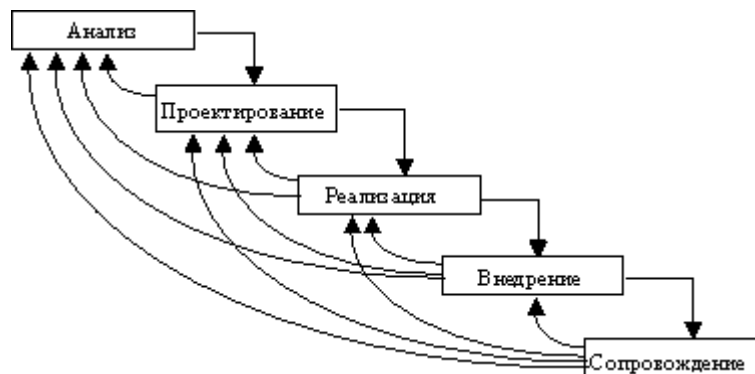 Анализ
Проектирование
Реализация
Внедрение
Сопровождение